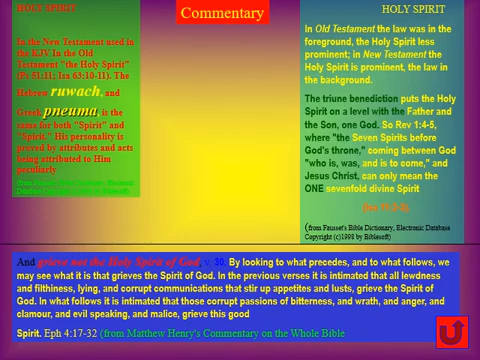 HOLY SPIRIT
In the New Testament used in
the KJV In the Old
Testament "the Holy Spirit"
(Ps 51:11; Isa 63:10-11). The
Hebrew ruwach, and
Greek pneuma, is the
same for both "Spirit" and
"Spirit." His personality is
proved by attributes and acts
being attributed to Him
peculiarly
Commentary
HOLY SPIRIT
In Old Testament the law was in the
foreground, the Holy Spirit less
prominent; in New Testament the
Holy Spirit is prominent, the law in
the background.
The triune benediction puts the Holy
Spirit on a level with the Father and
the Son, one God. So Rev 1:4-5,
where "the Seven Spirits before
God's throne," coming between God
"who is, was, and is to come," and
Jesus Christ, can only mean the
ONE sevenfold divine Spirit
(from Fausset's Bible Dictionary, Electronic Database
Copyright (c)1998 by Biblesoft)
And grieve not the Holy Spirit of God, v. 30. By looking to what precedes, and to what follows, we
may see what it is that grieves the Spirit of God. In the previous verses it is intimated that all lewdness
and filthiness, lying, and corrupt communications that stir up appetites and lusts, grieve the Spirit of
God. In what follows it is intimated that those corrupt passions of bitterness, and wrath, and anger, and
clamour, and evil speaking, and malice, grieve this good
Spirit. Eph 4:17-32 (from Matthew Henry's Commentary on the Whole Bible